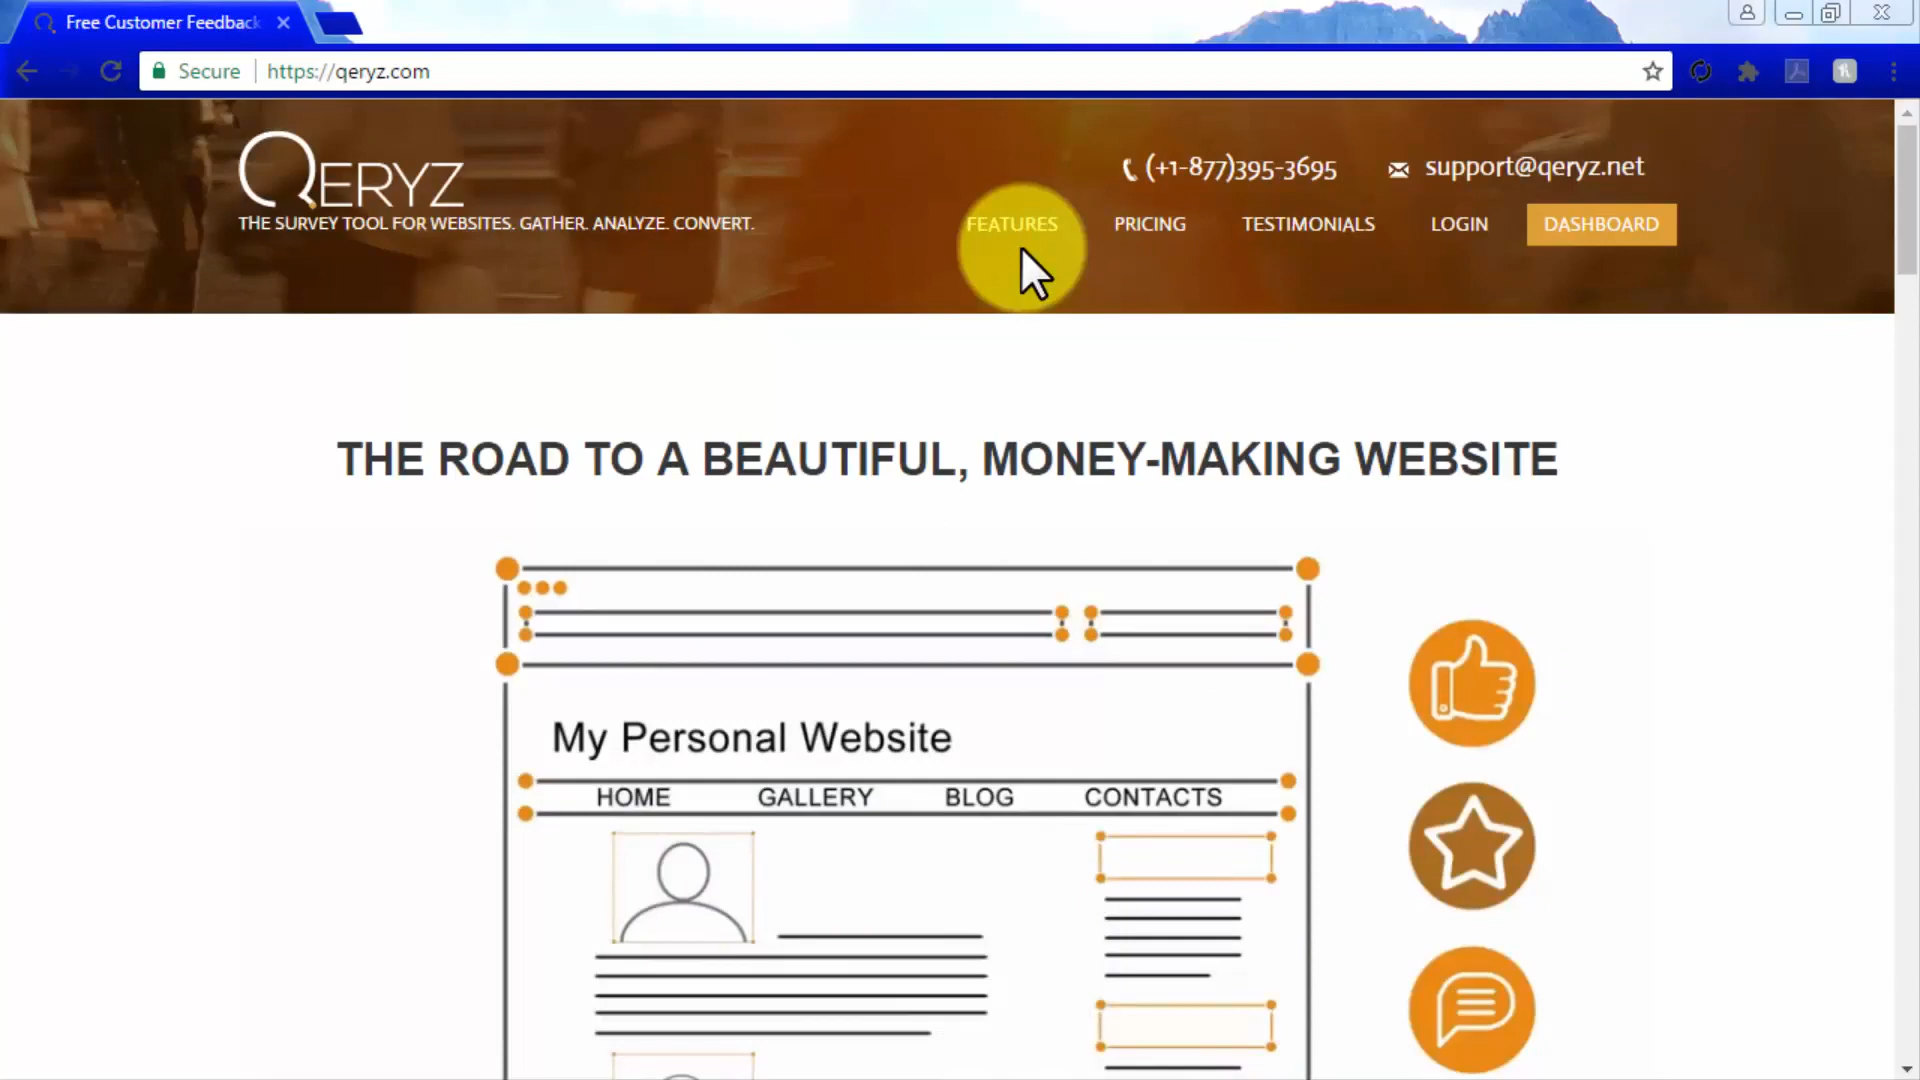 Free Customer Feedback
Secure
https://qeryz.com
QERYZ
THE SURVEY TOOL FOR WEBSITES. GATHER. ANALYZE. CONVERT.
(+1-877)395-3695
support@qeryz.net
FEATURES
PRICING
TESTIMONIALS
LOGIN
DASHBOARD
THE ROAD TO A BEAUTIFUL, MONEY-MAKING WEBSITE
My Personal Website
HOME
GALLERY
BLOG
CONTACTS